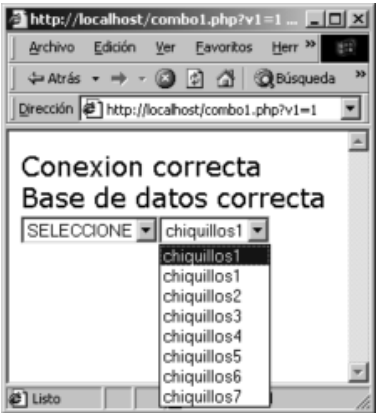 http://localhost/combo1.php?v1=1 ...
Archivo Edición Ver Favoritos Herr »
Atrás Búsqueda »
Dirección http://localhost/combo1.php?v1=1
Conexion correcta
Base de datos correcta
SELECCIONE chiquillos1
chiquillos1
chiquillos1
chiquillos2
chiquillos3
chiquillos4
chiquillos5
chiquillos6
chiquillos7
Listo